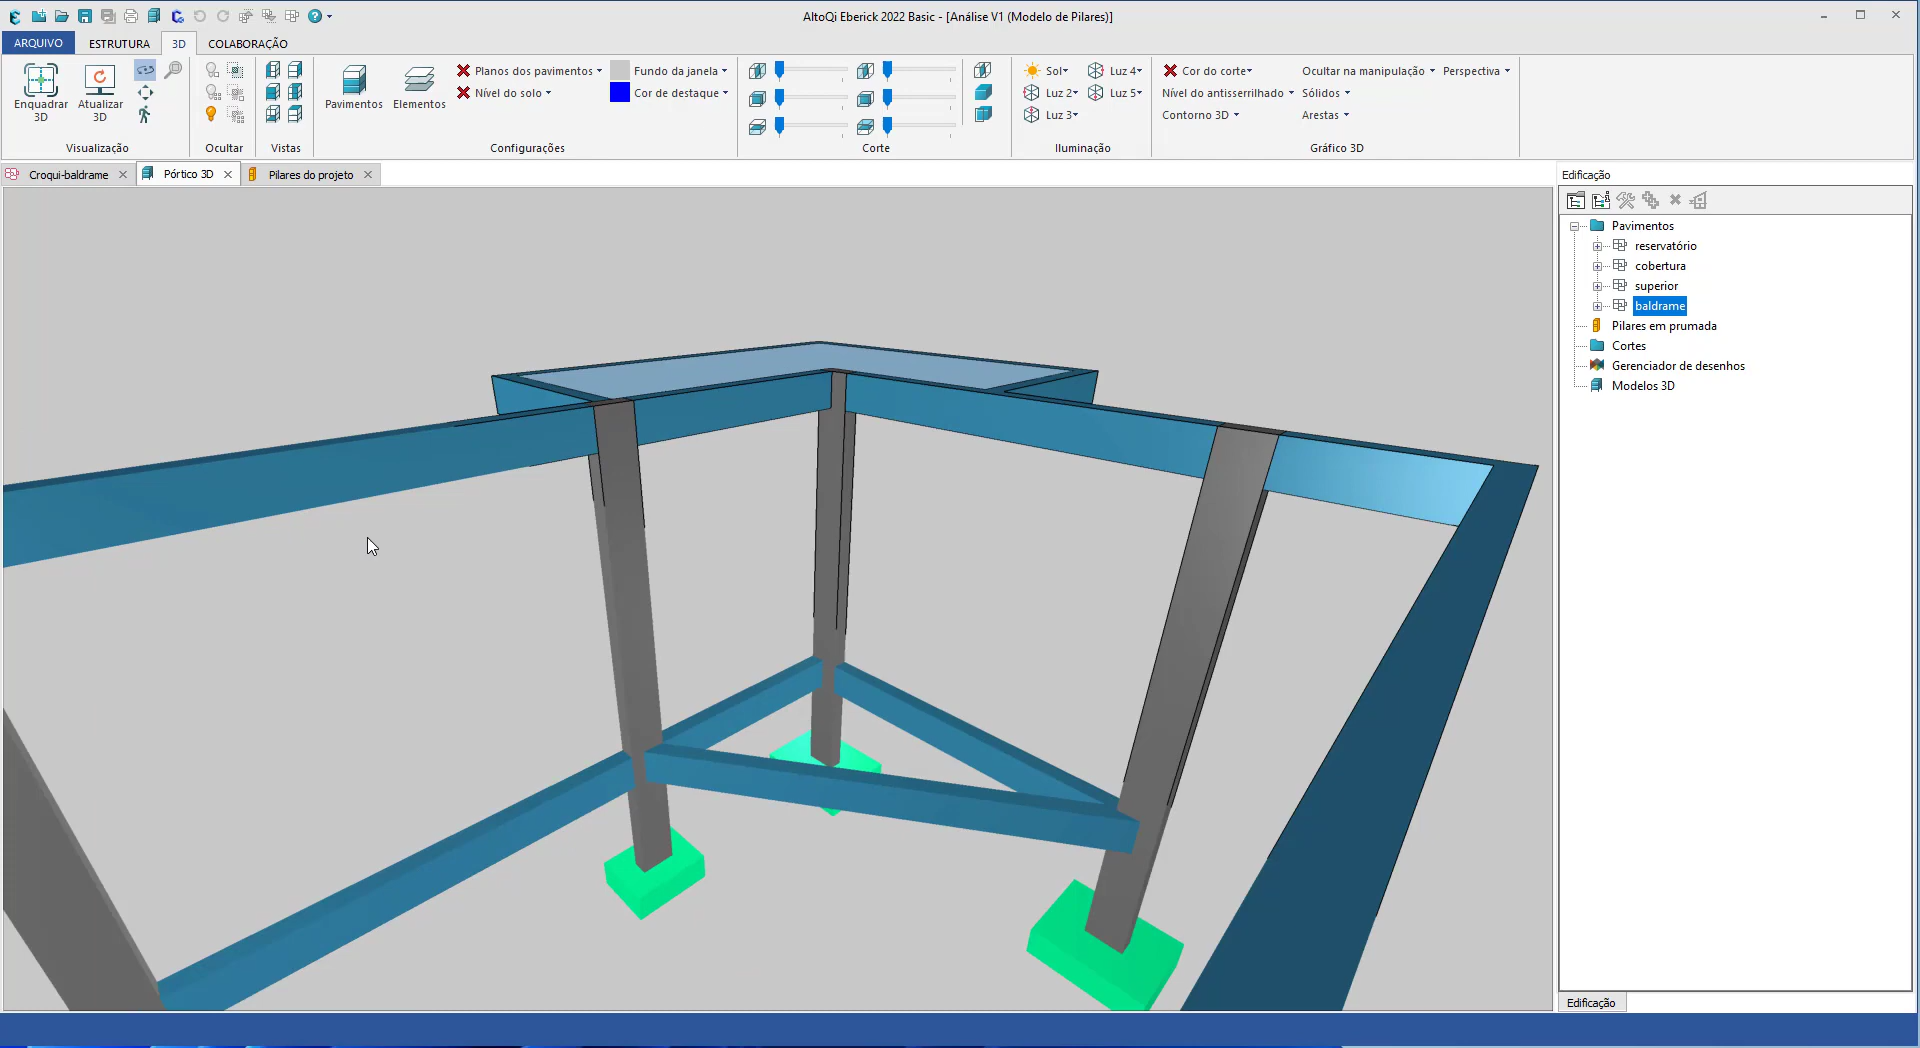 AltoQi Eberick 2022 Basic - [Análise V1 (Modelo de Pilares)]
ARQUIVO ESTRUTURA 3D COLABORAÇÃO
Enquadrar 3D
Atualizar 3D
Visualização
Ocultar
Vistas
Pavimentos
Elementos
Planos dos pavimentos
Nível do solo
Fundo da janela
Cor de destaque
Configurações
Corte
Sol
Luz 2
Luz 3
Luz 4
Luz 5
Iluminação
Cor do corte
Nível do antisserrilhado
Contorno 3D
Ocultar na manipulação
Sólidos
Arestas
Perspectiva
Gráfico 3D
Croqui-baldrame
Pórtico 3D
Pilares do projeto
Edificação
Pavimentos
reservatório
cobertura
superior
baldrame
Pilares em prumada
Cortes
Gerenciador de desenhos
Modelos 3D
Edificação